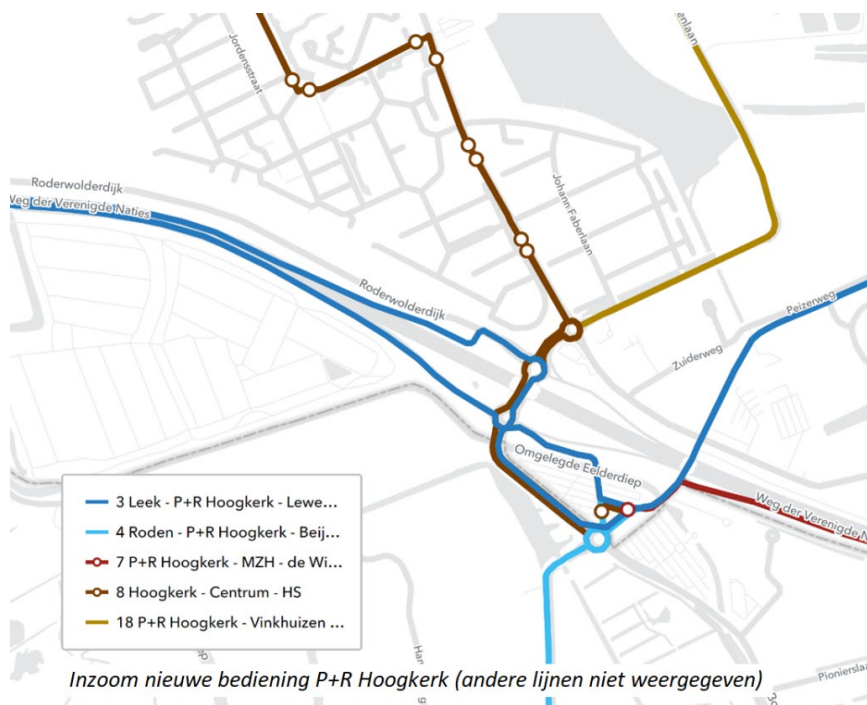 Jordensstraat
enlaan
Roderwolderdijk
Weg der Verenigde Naties
Johann Faberlaan
Roderwolderdijk
Peizerweg
Zuiderweg
Omgelegde Eelderdiep
Weg der Verenigde N
3 Leek - P+R Hoogkerk - Lewe...
4 Roden - P+R Hoogkerk - Beij...
7 P+R Hoogkerk - MZH - de Wi...
8 Hoogkerk - Centrum - HS
18 P+R Hoogkerk - Vinkhuizen ...
Pionierslaa
Inzoom nieuwe bediening P+R Hoogkerk (andere lijnen niet weergegeven)